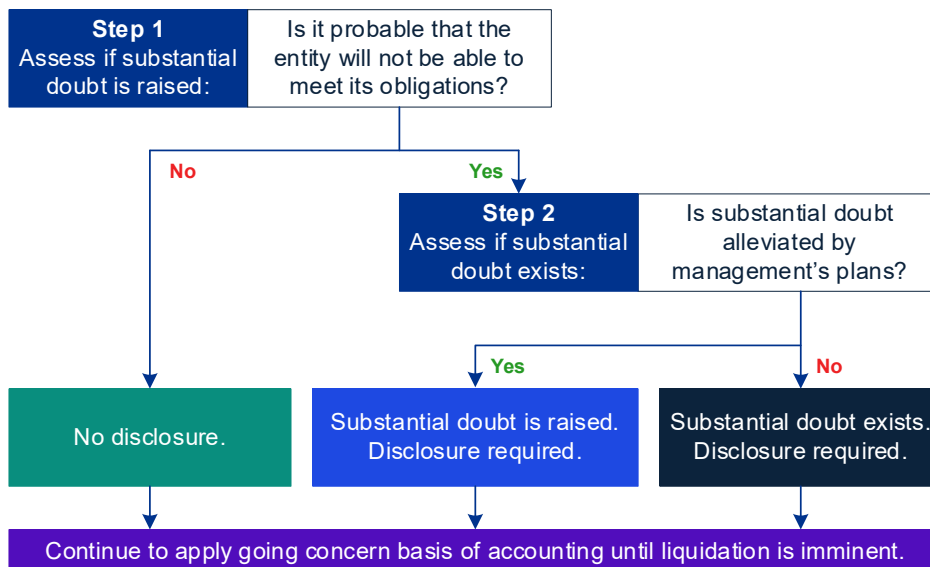 Step 1
Assess if substantial
doubt is raised:
Is it probable that the
entity will not be able to
meet its obligations?
No
Yes
Step 2
Assess if substantial
doubt exists:
Is substantial doubt
alleviated by
management’s plans?
Yes
No
No disclosure.
Substantial doubt is raised.
Disclosure required.
Substantial doubt exists.
Disclosure required.
Continue to apply going concern basis of accounting until liquidation is imminent.